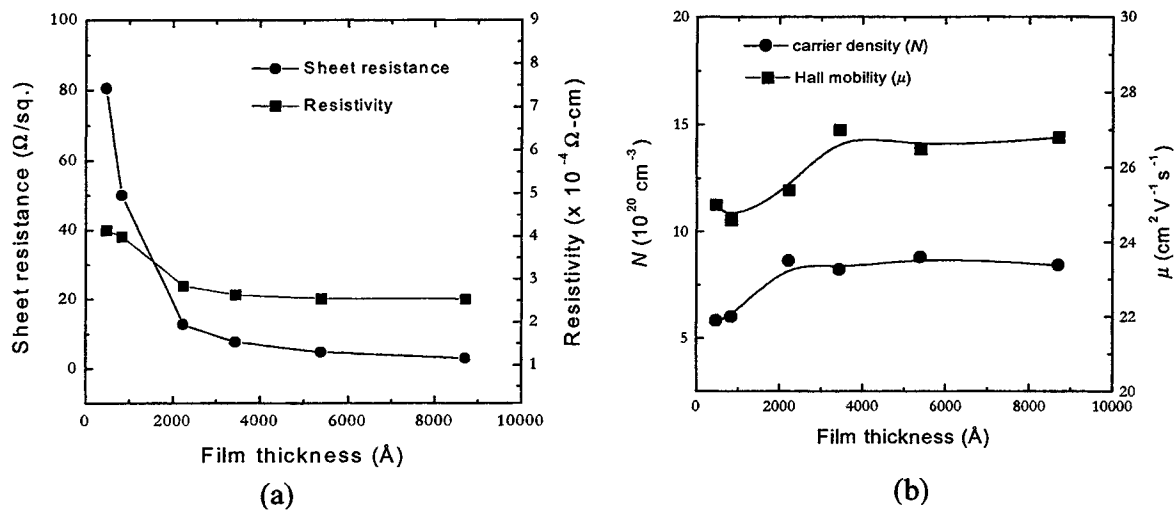 100
80
60
40
20
0
Sheet resistance (Ω/sq.)
Sheet resistance
Resistivity
9
8
7
6
5
4
3
2
1
Resistivity (x 10⁻⁴ Ω-cm)
0 2000 4000 6000 8000 10000
Film thickness (Å)
(a)
20
15
10
5
N (10²⁰ cm⁻³)
carrier density (N)
Hall mobility (μ)
30
28
26
24
22
20
μ (cm² V⁻¹ s⁻¹)
0 2000 4000 6000 8000 10000
Film thickness (Å)
(b)